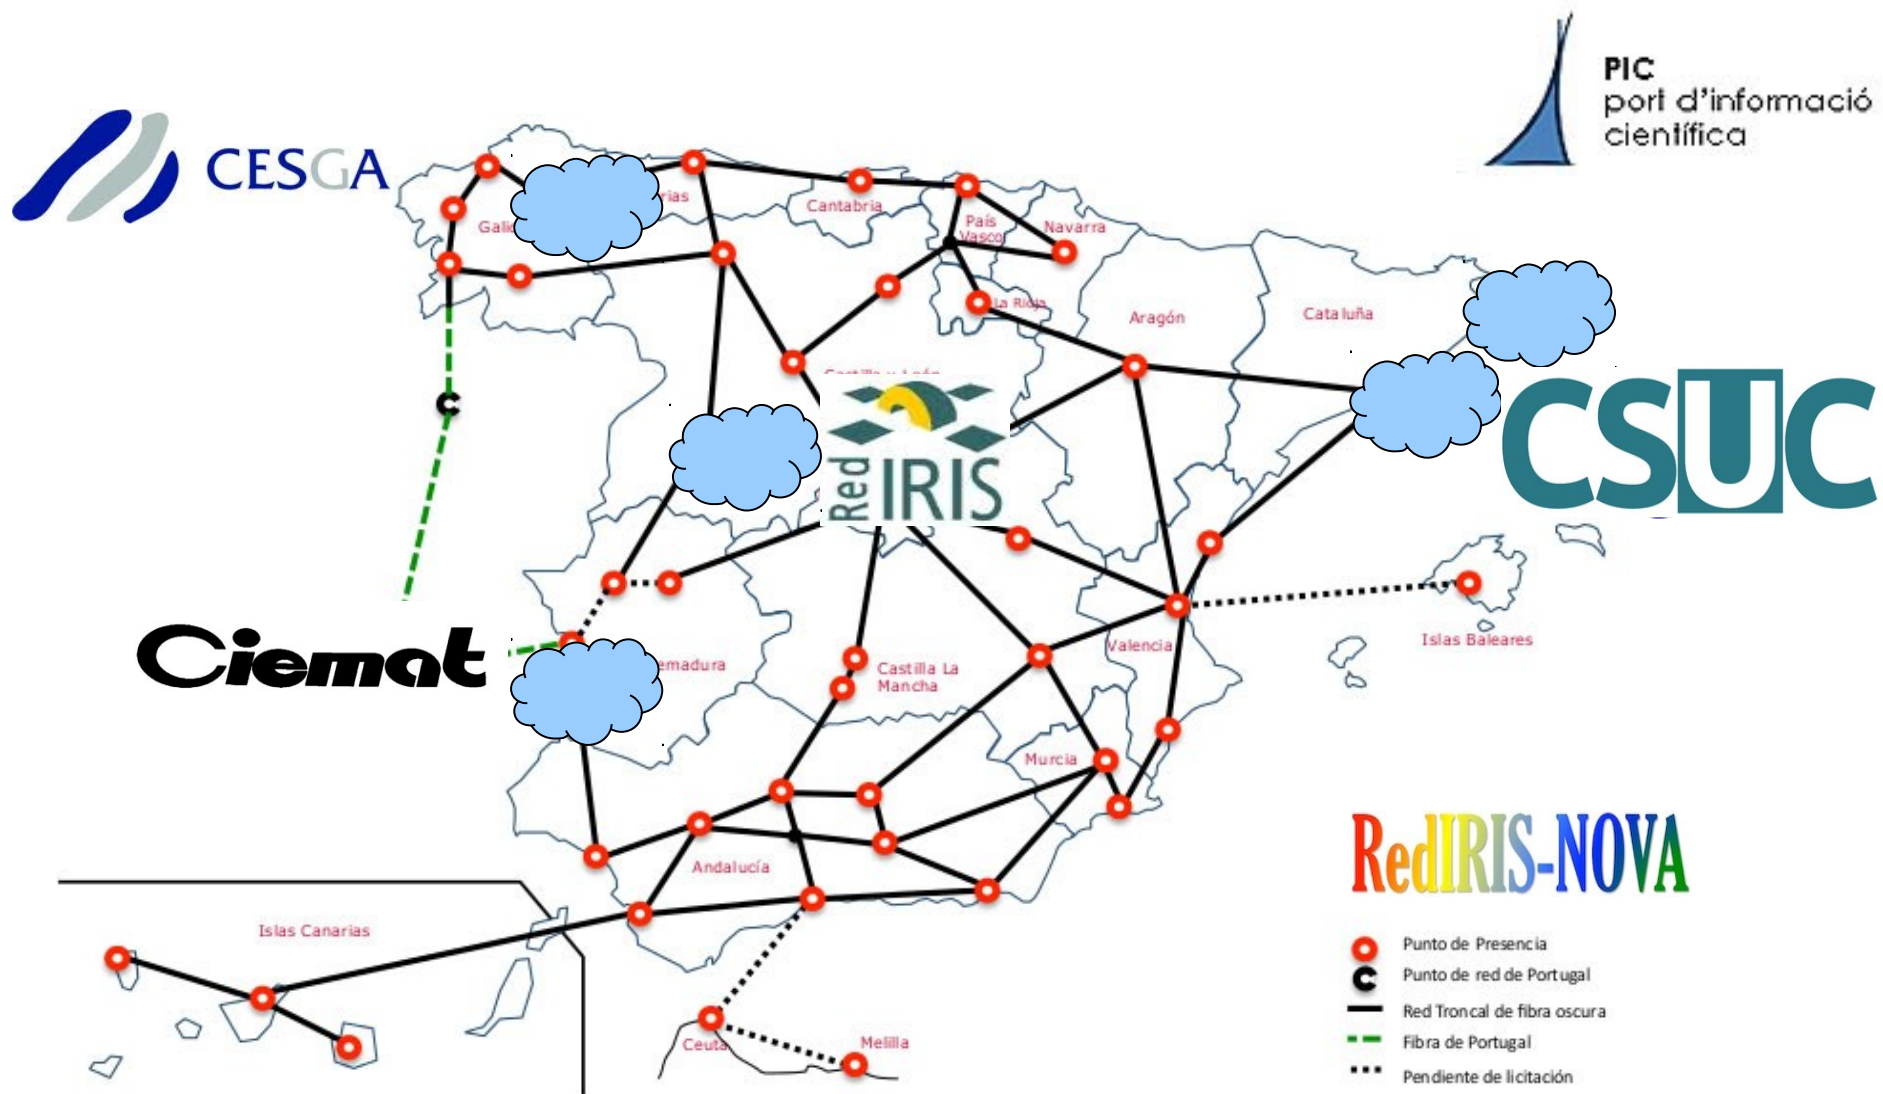 PIC
port d'informació
científica
CESGA
Cantabria
País
Vasco
Navarra
La Rioja
Aragón
Cataluña
Red
IRIS
CSUC
Ciemat
Castilla La
Mancha
Valencia
Islas Baleares
Murcia
Andalucía
RedIRIS-NOVA
Islas Canarias
Ceuta
Melilla
Punto de Presencia
Punto de red de Portugal
Red Troncal de fibra oscura
Fibra de Portugal
Pendiente de licitación